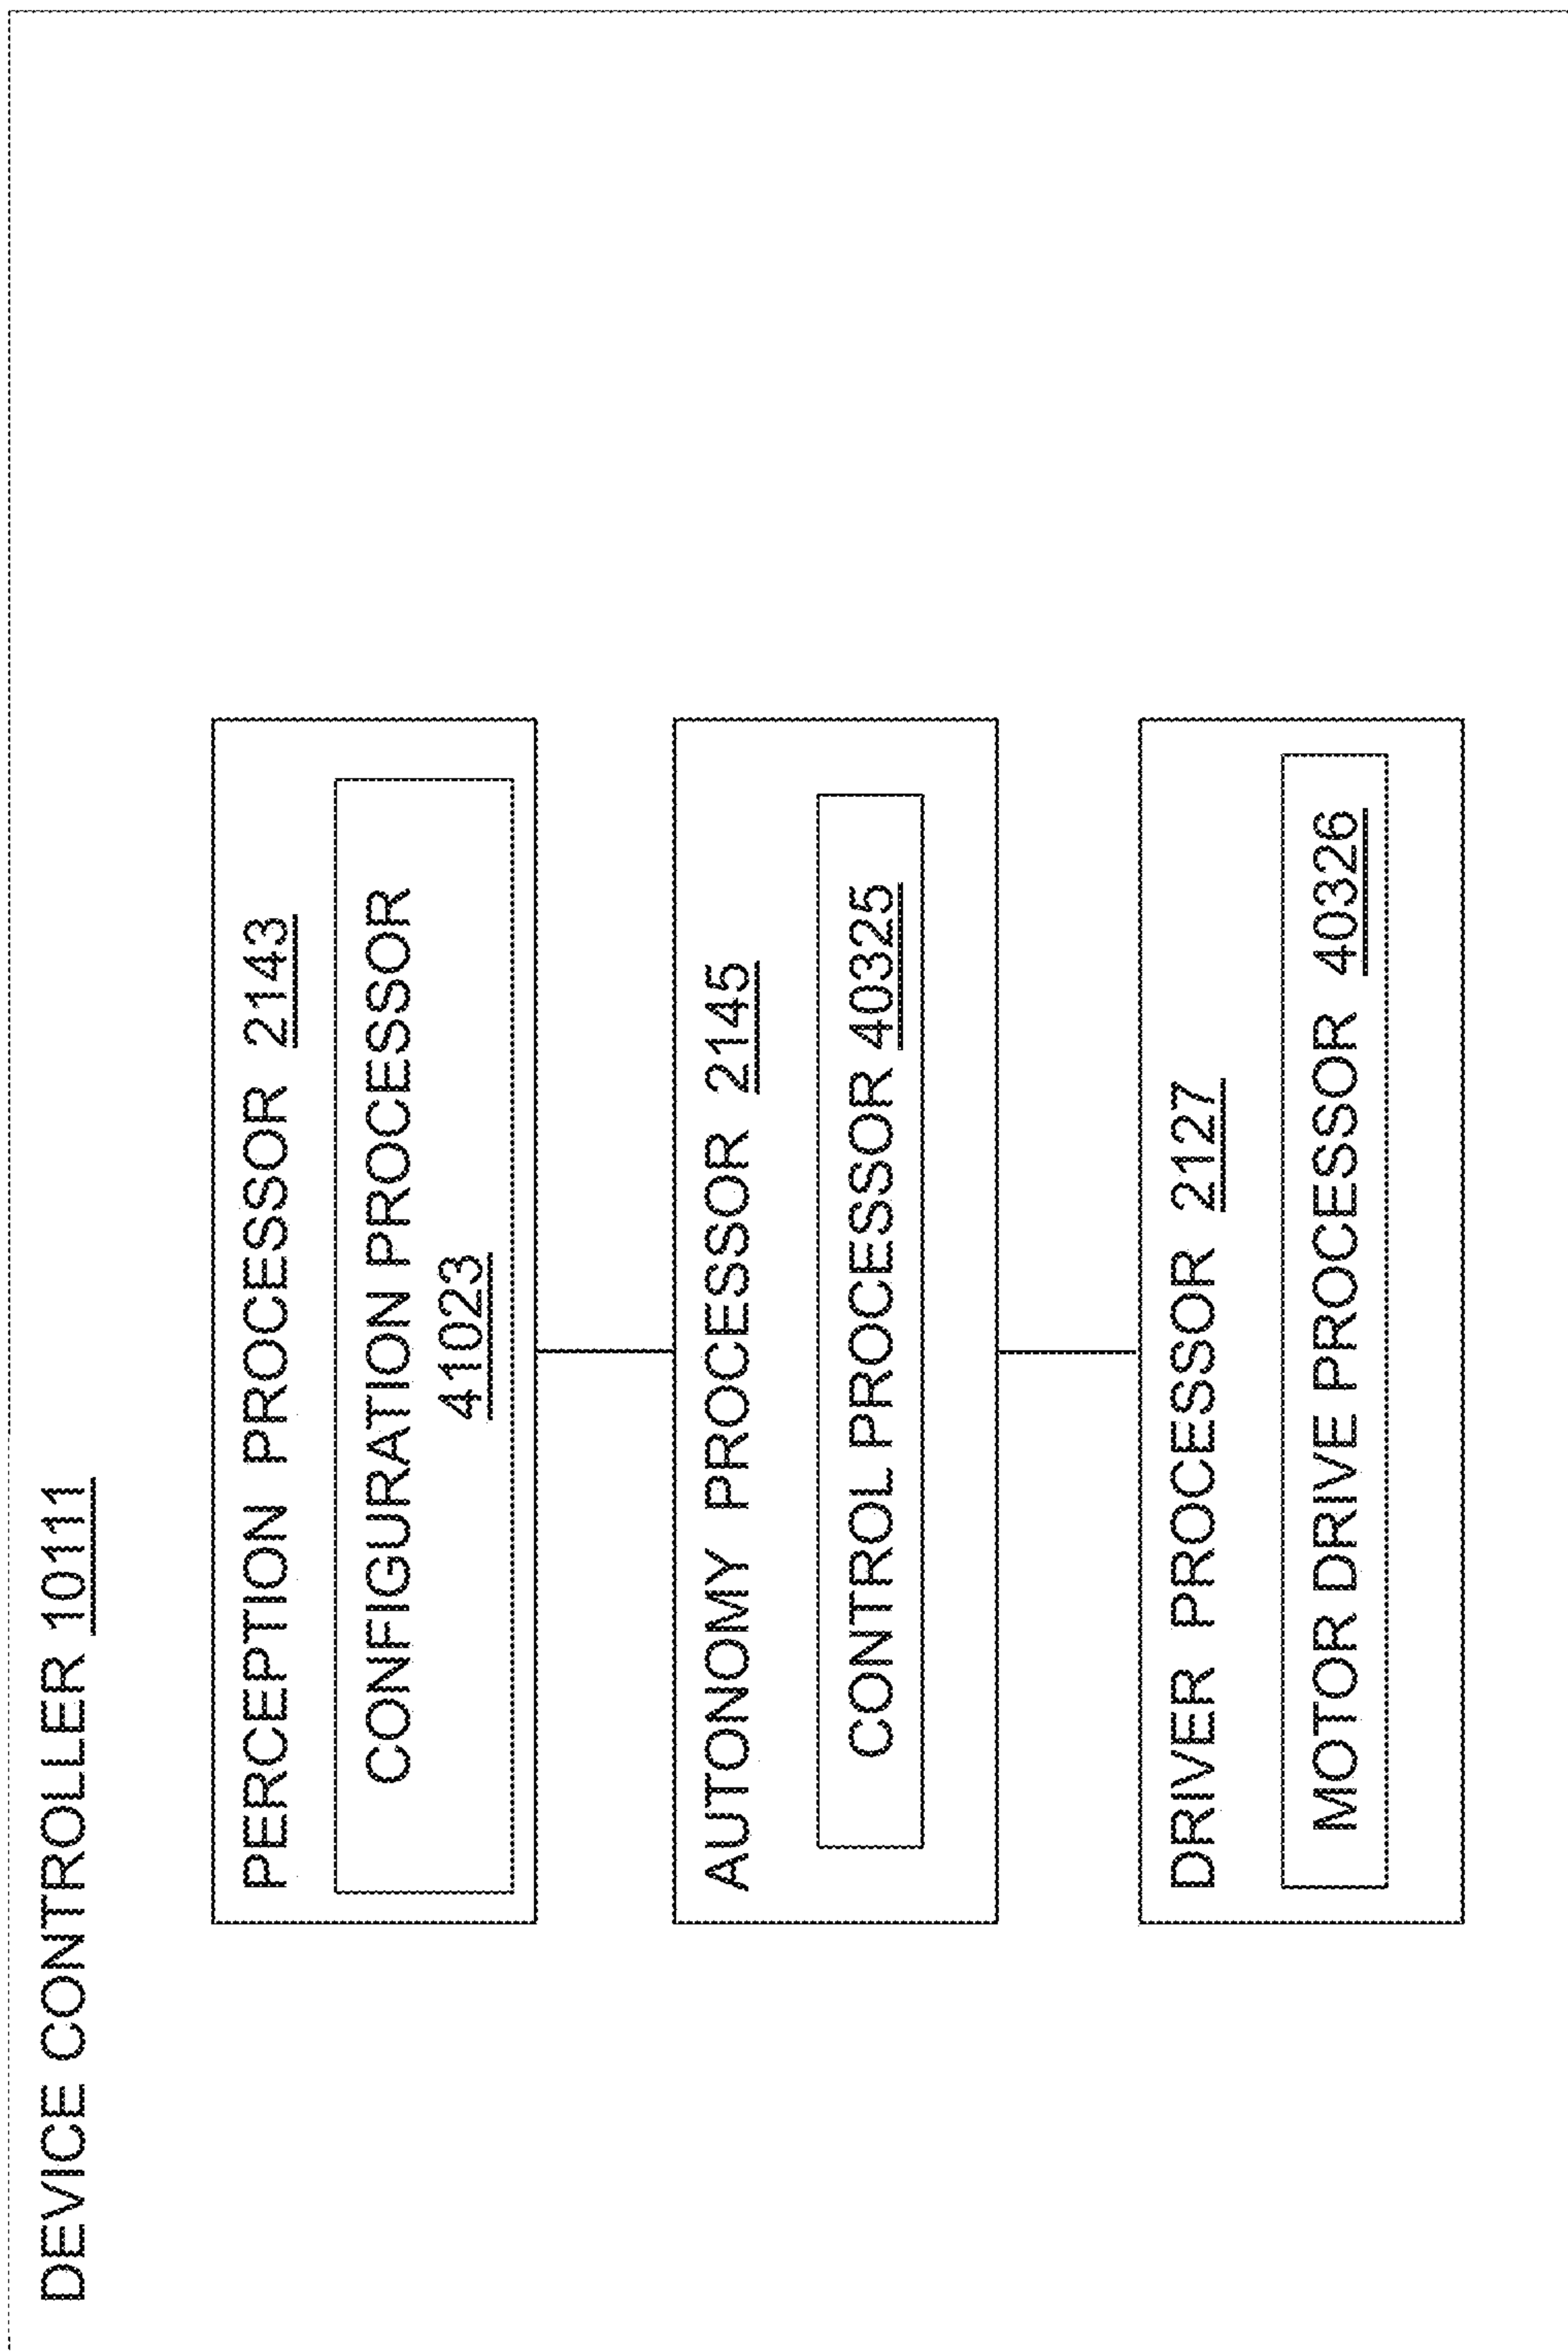 DEVICE CONTROLLER 10111
PERCEPTION PROCESSOR 2143
CONFIGURATION PROCESSOR
41023
AUTONOMY PROCESSOR 2145
CONTROL PROCESSOR 40325
DRIVER PROCESSOR 2127
MOTOR DRIVE PROCESSOR 40326